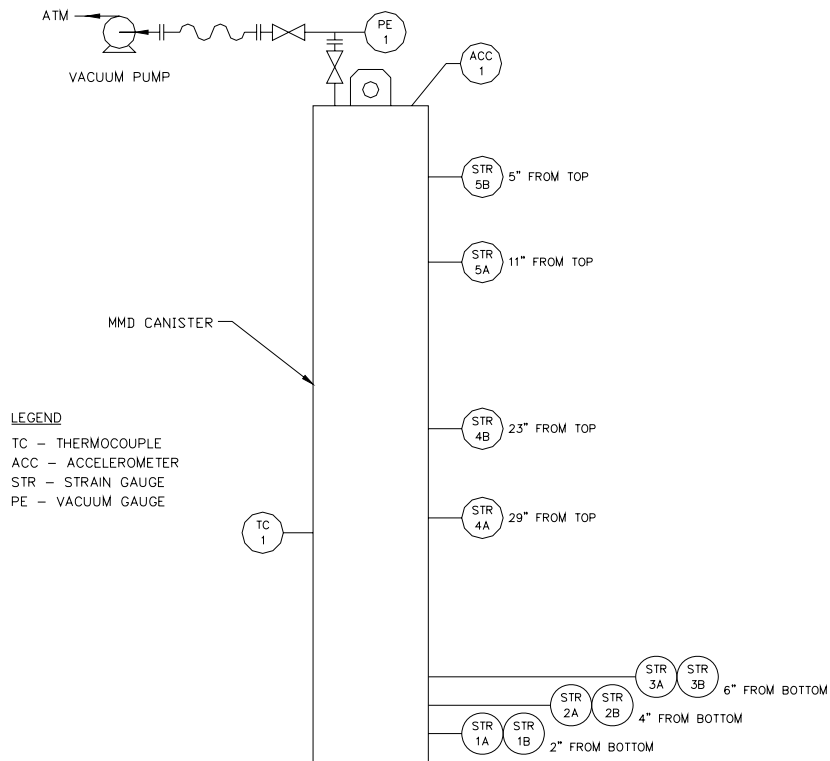 ATM
PE
1
VACUUM PUMP
ACC
1
STR
5B
5" FROM TOP
STR
5A
11" FROM TOP
MMD CANISTER
LEGEND
TC – THERMOCOUPLE
ACC – ACCELEROMETER
STR – STRAIN GAUGE
PE – VACUUM GAUGE
STR
4B
23" FROM TOP
STR
4A
29" FROM TOP
TC
1
STR
3A
STR
3B
6" FROM BOTTOM
STR
2A
STR
2B
4" FROM BOTTOM
STR
1A
STR
1B
2" FROM BOTTOM